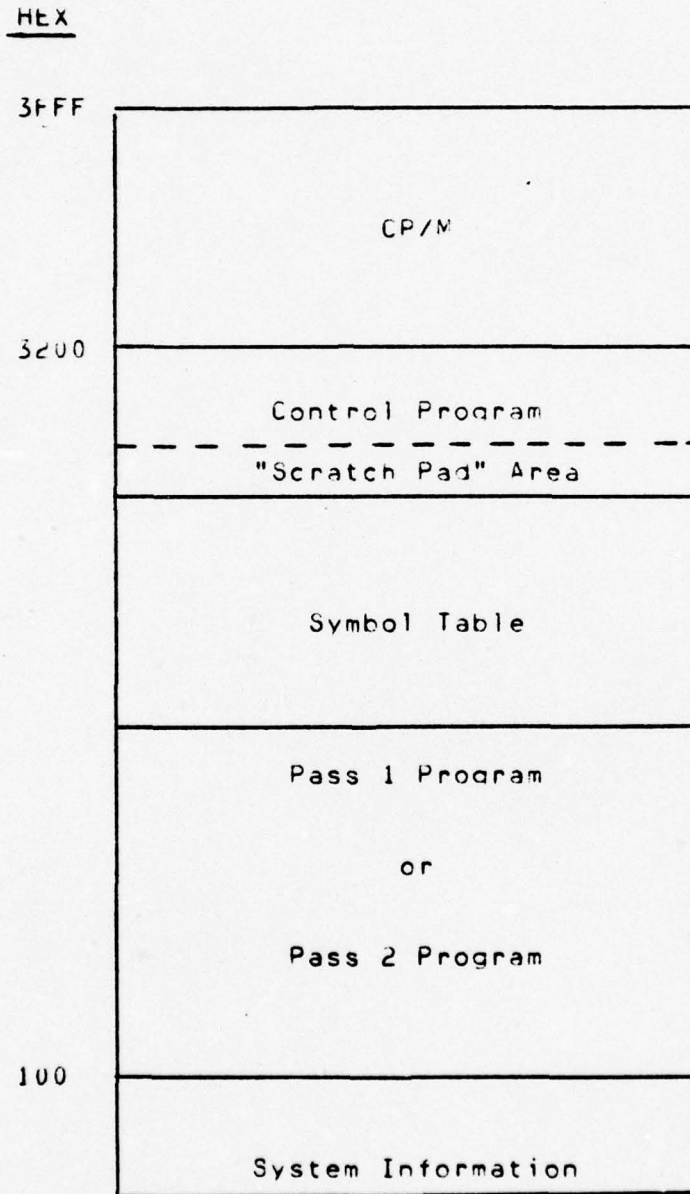 HEX
3FFF
CP/M
3200
Control Program
"Scratch Pad" Area
Symbol Table
Pass 1 Program
or
Pass 2 Program
100
System Information